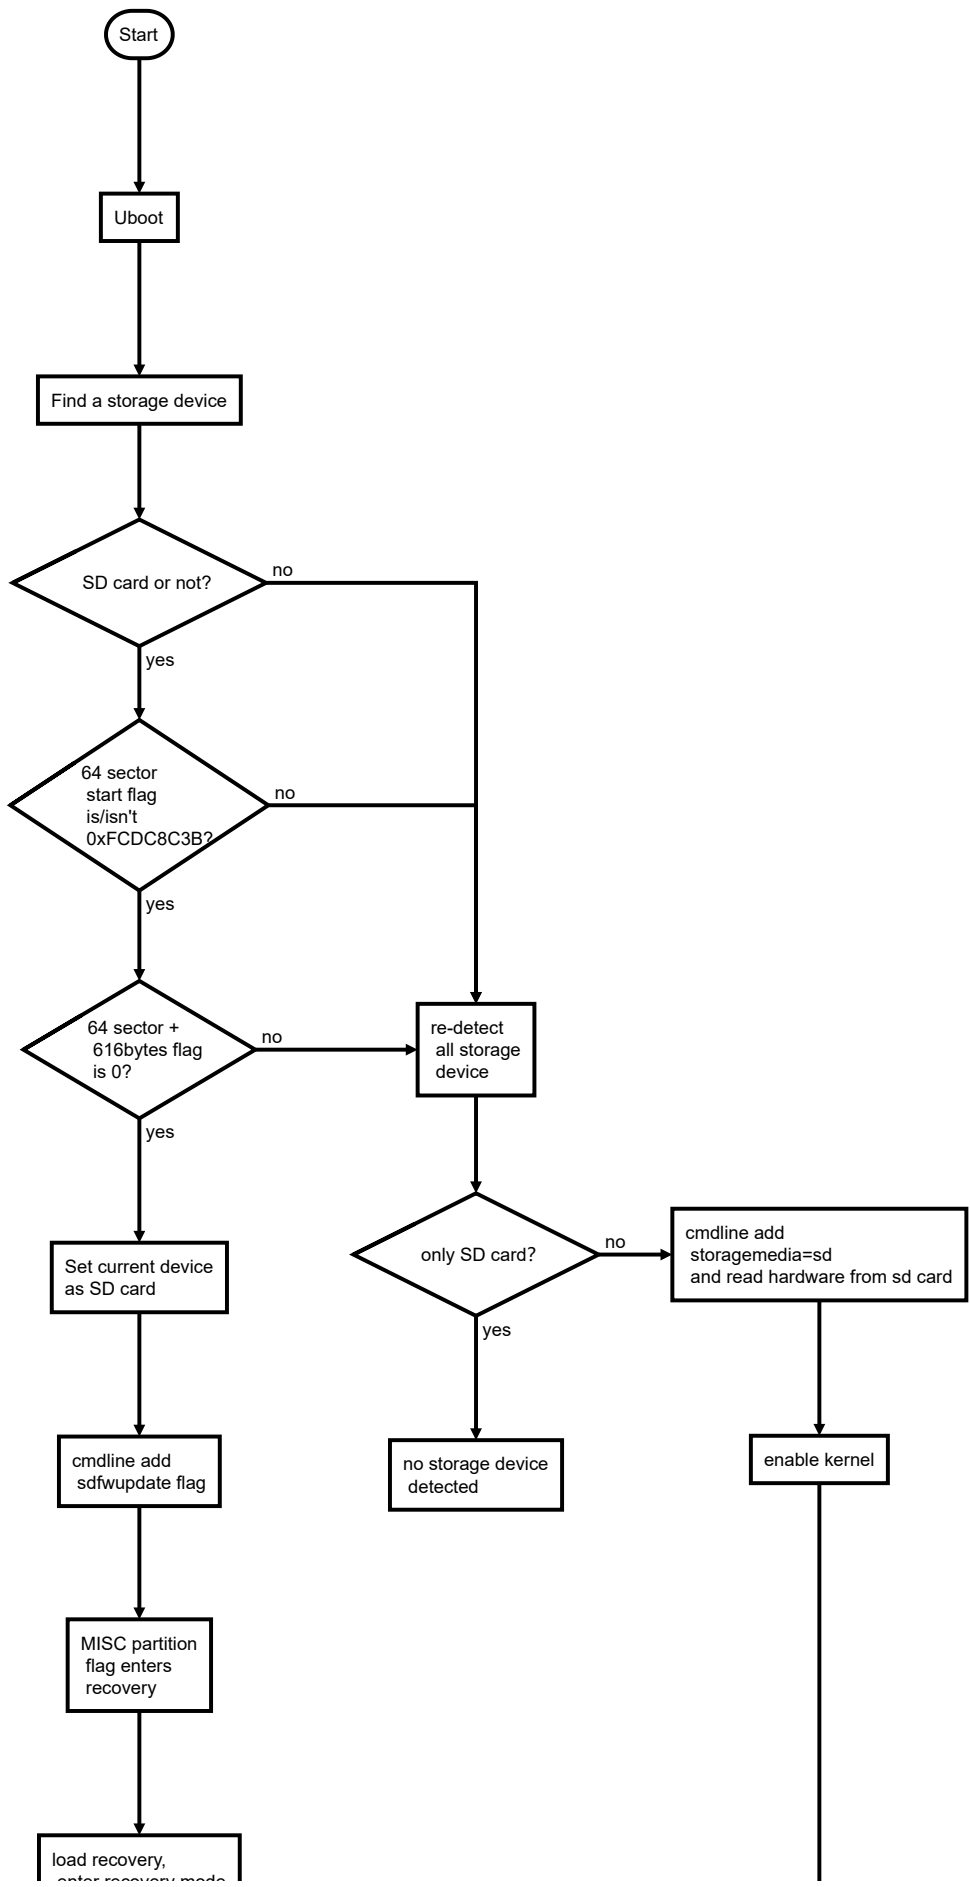 Start
Uboot
Find a storage device
SD card or not?
no
yes
64 sector
start flag
is/isn't
0xFCDC8C3B?
no
yes
64 sector +
616bytes flag
is 0?
no
yes
re-detect
all storage
device
only SD card?
no
yes
cmdline add
storagemedia=sd
and read hardware from sd card
Set current device
as SD card
no storage device
detected
enable kernel
cmdline add
sdfwupdate flag
MISC partition
flag enters
recovery
load recovery,
enter recovery mode